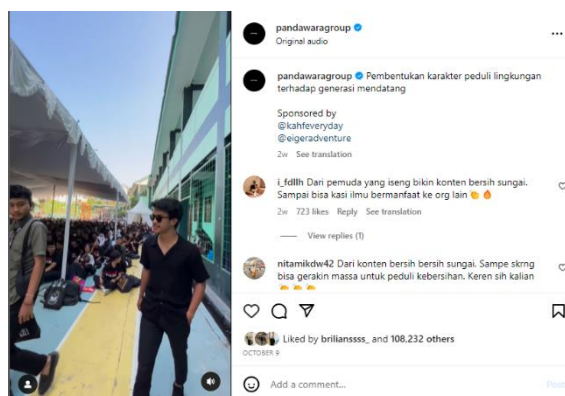 pandawaragroup
Original audio
pandawaragroup Pembentukan karakter peduli lingkungan
terhadap generasi mendatang
Sponsored by
@kahfeveryday
@eigeradventure
2w See translation
i_fdllh Dari pemuda yang iseng bikin konten bersih sungai.
Sampai bisa kasi ilmu bermanfaat ke org lain 👏 🔥
2w 723 likes Reply See translation
View replies (1)
nitamikdw42 Dari konten bersih bersih sungai. Sampe skrng
bisa gerakin massa untuk peduli kebersihan. Keren sih kalian
👏 👏 👏
Liked by briliansssss_ and 108.232 others
OCTOBER 9
Add a comment...
Post